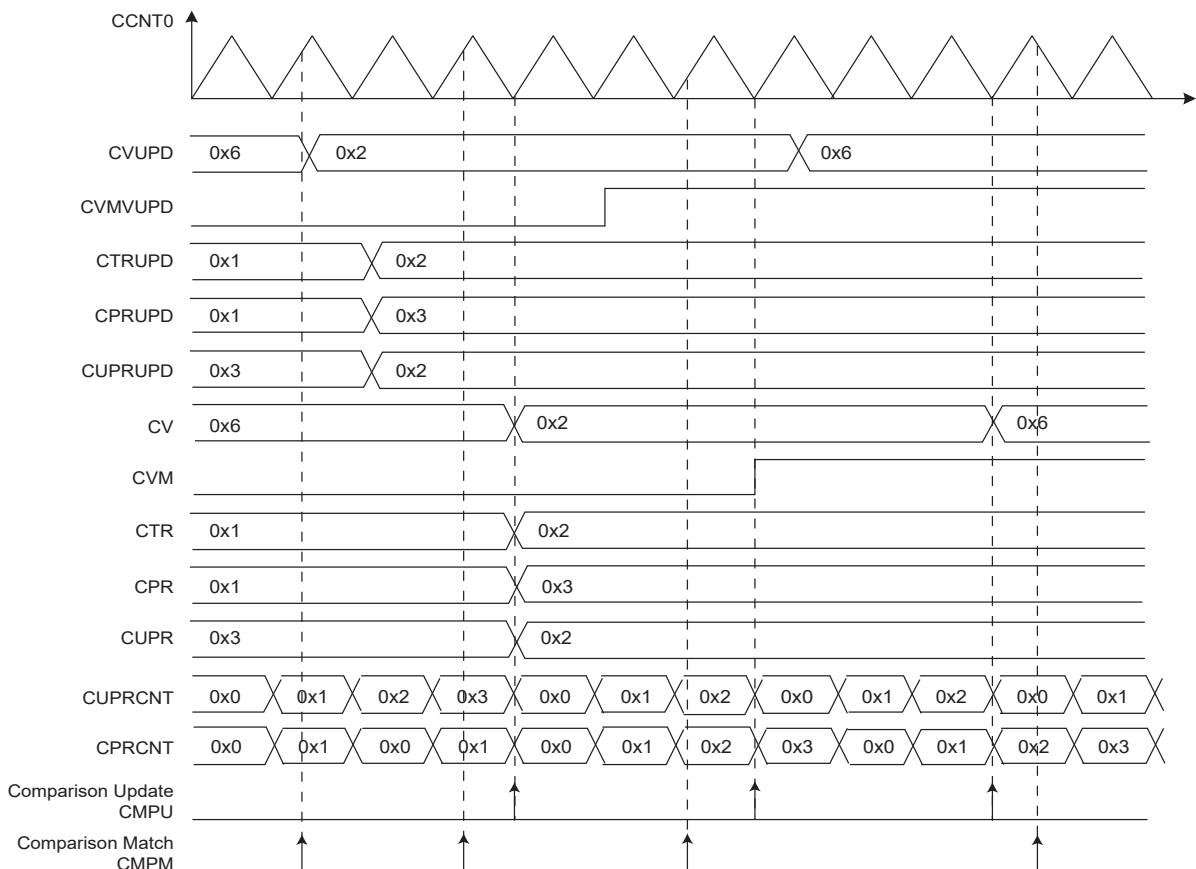 CCNT0
CVUPD 0x6 0x2 0x6
CVMVUPD
CTRUPD 0x1 0x2
CPRUPD 0x1 0x3
CUPRUPD 0x3 0x2
CV 0x6 0x2 0x6
CVM
CTR 0x1 0x2
CPR 0x1 0x3
CUPR 0x3 0x2
CUPRCNT 0x0 0x1 0x2 0x3 0x0 0x1 0x2 0x0 0x1 0x2 0x0 0x1
CPRCNT 0x0 0x1 0x0 0x1 0x0 0x1 0x2 0x3 0x0 0x1 0x2 0x3
Comparison Update
CMPU
Comparison Match
CMPM